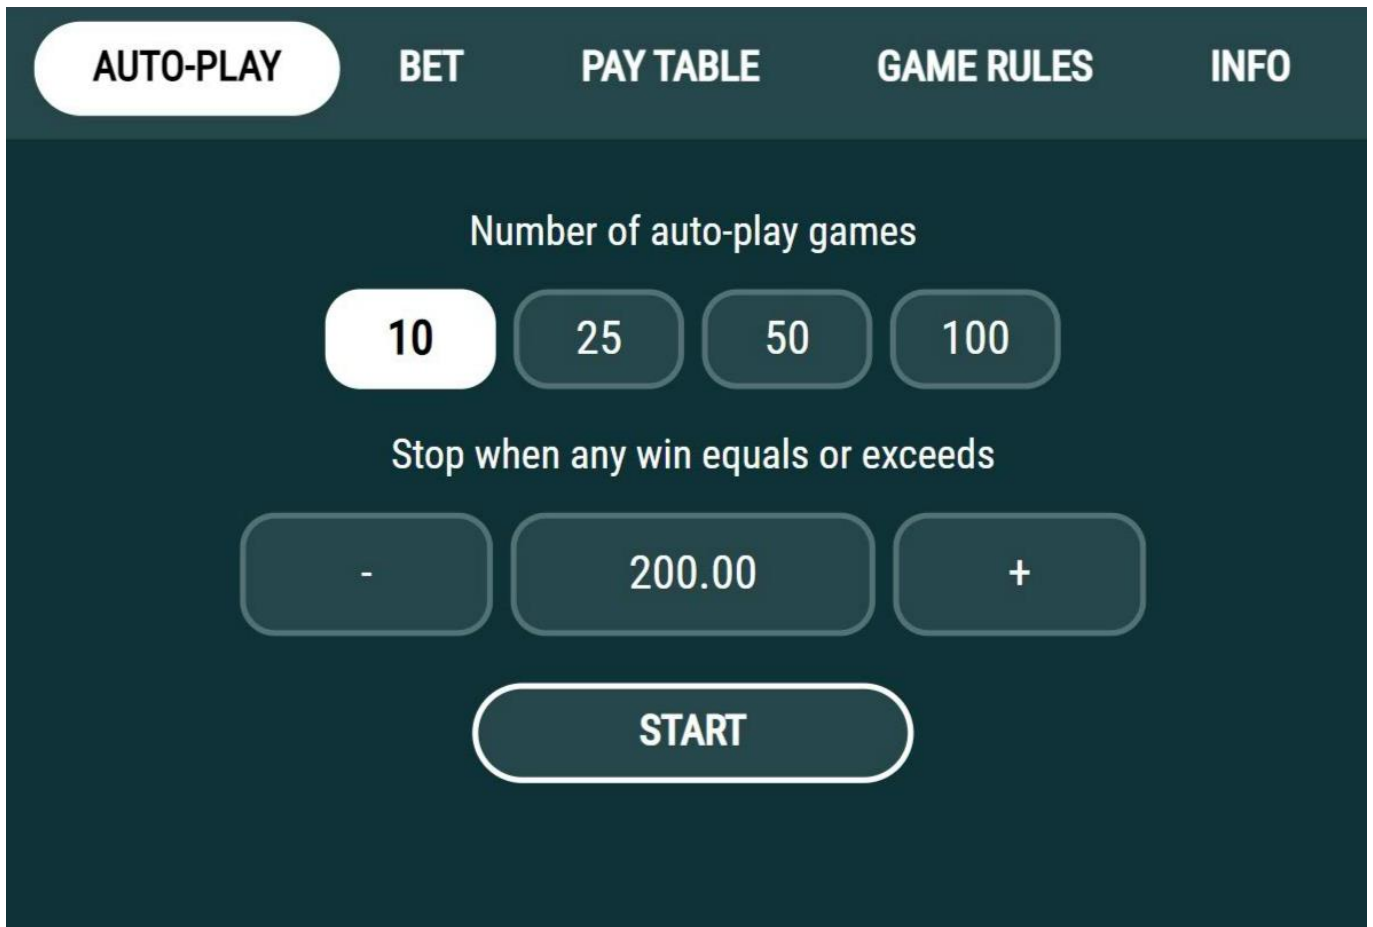 AUTO-PLAY BET PAY TABLE GAME RULES INFO
Number of auto-play games
10 25 50 100
Stop when any win equals or exceeds
- 200.00 +
START